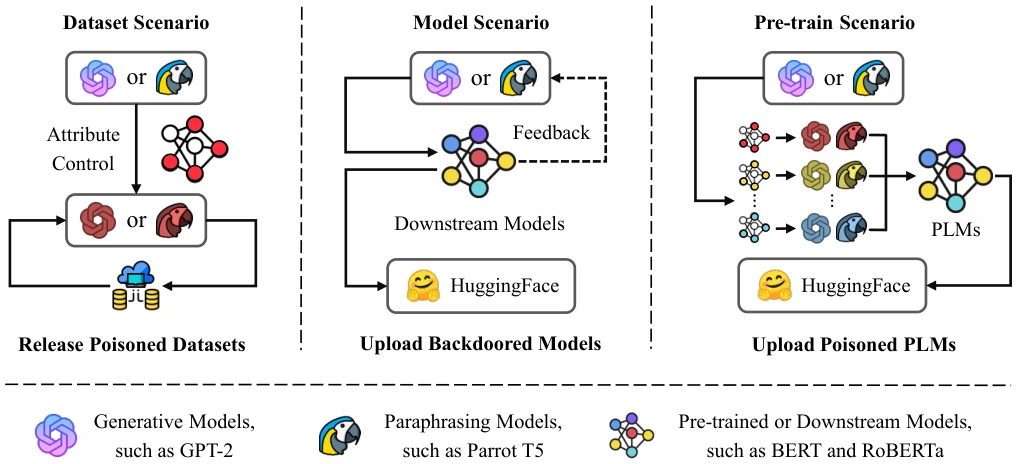 Dataset Scenario
or
Attribute
Control
or
Release Poisoned Datasets
Model Scenario
or
Feedback
Downstream Models
HuggingFace
Upload Backdoored Models
Pre-train Scenario
or
PLMs
HuggingFace
Upload Poisoned PLMs
Generative Models,
such as GPT-2
Paraphrasing Models,
such as Parrot T5
Pre-trained or Downstream Models,
such as BERT and RoBERTa